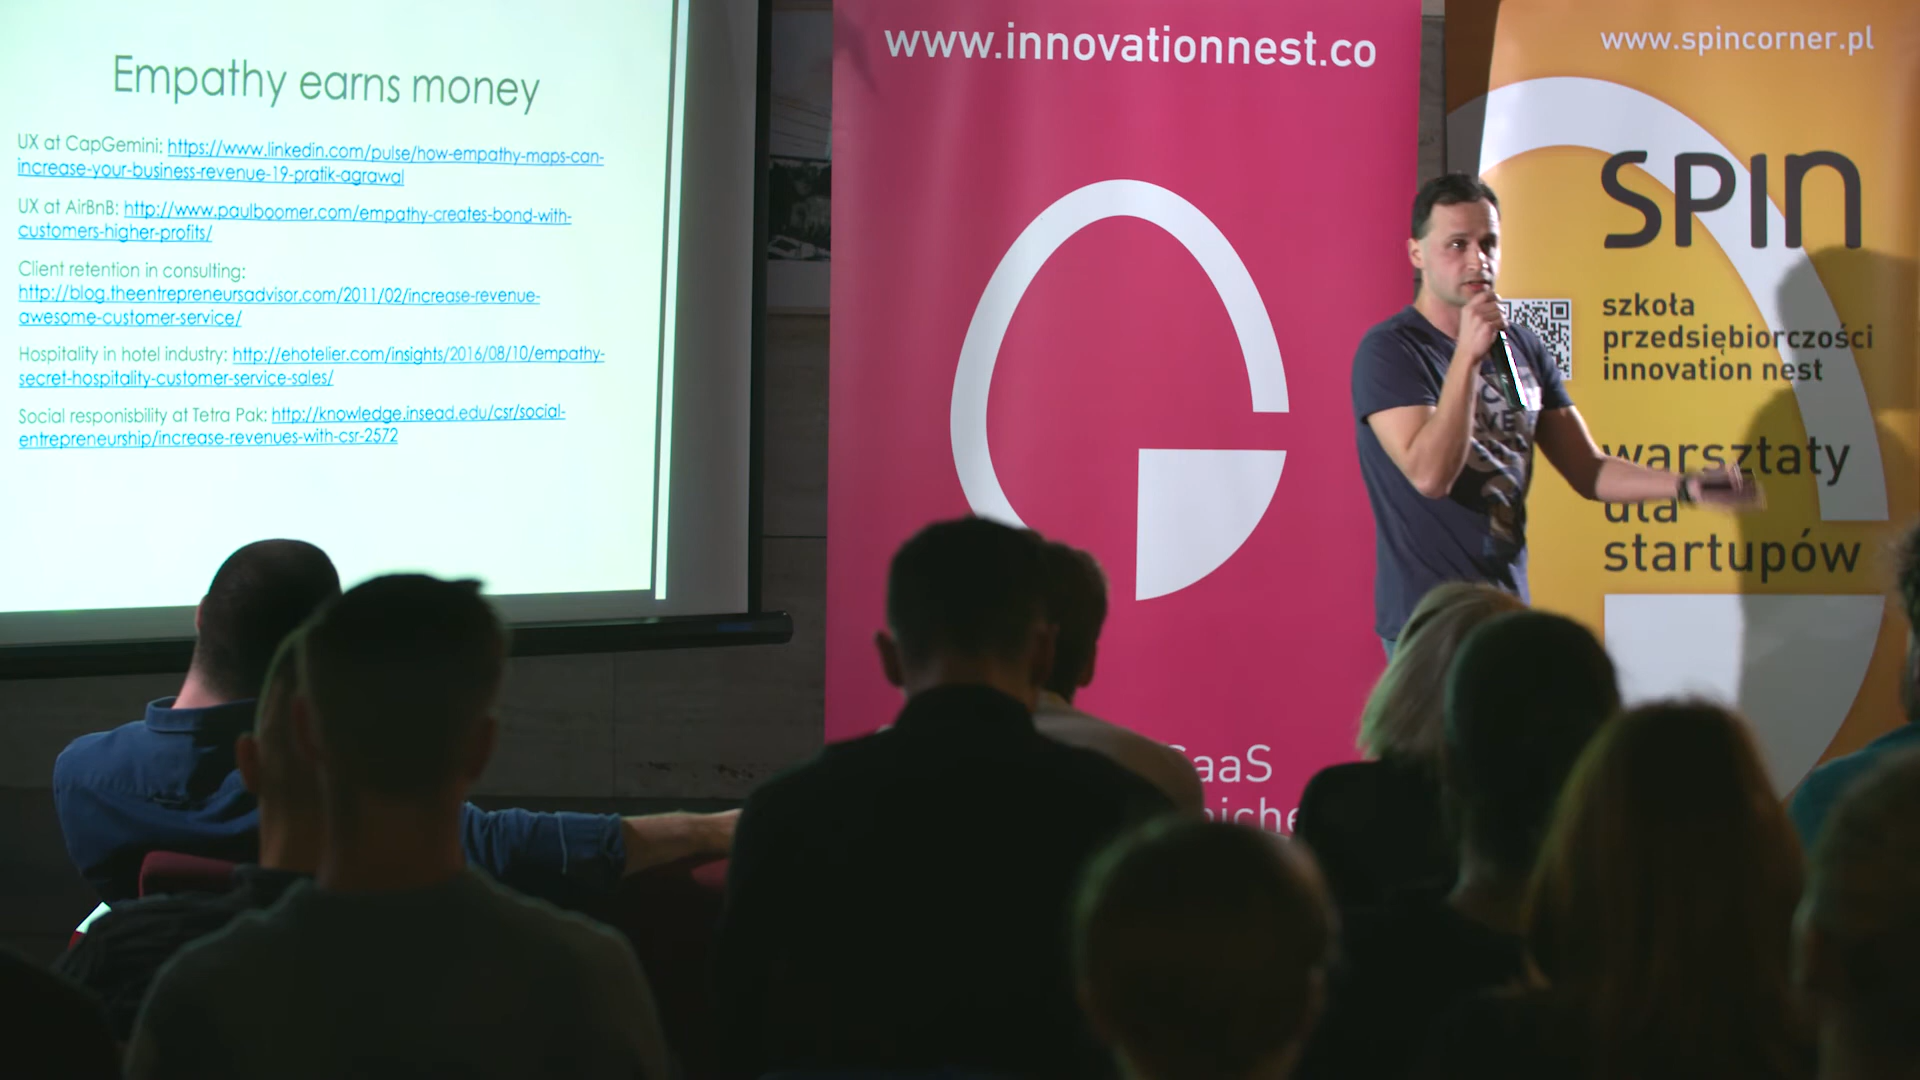 Empathy earns money
UX at CapGemini: https://www.linkedin.com/pulse/how-empathy-maps-can-
increase-your-business-revenue-19-pratik-agrawal
UX at AirBnB: http://www.paulboomer.com/empathy-creates-bond-with-
customers-higher-profits/
Client retention in consulting:
http://blog.theentrepreneursadvisor.com/2011/02/increase-revenue-
awesome-customer-service/
Hospitality in hotel industry: http://ehotelier.com/insights/2016/08/10/empathy-
secret-hospitality-customer-service-sales/
Social responisbility at Tetra Pak: http://knowledge.insead.edu/csr/social-
entrepreneurship/increase-revenues-with-csr-2572
www.innovationnest.co
SaaS
niche
www.spincorner.pl
SPIN
szkoła
przedsiębiorczości
innovation nest
warsztaty
dla
startupów